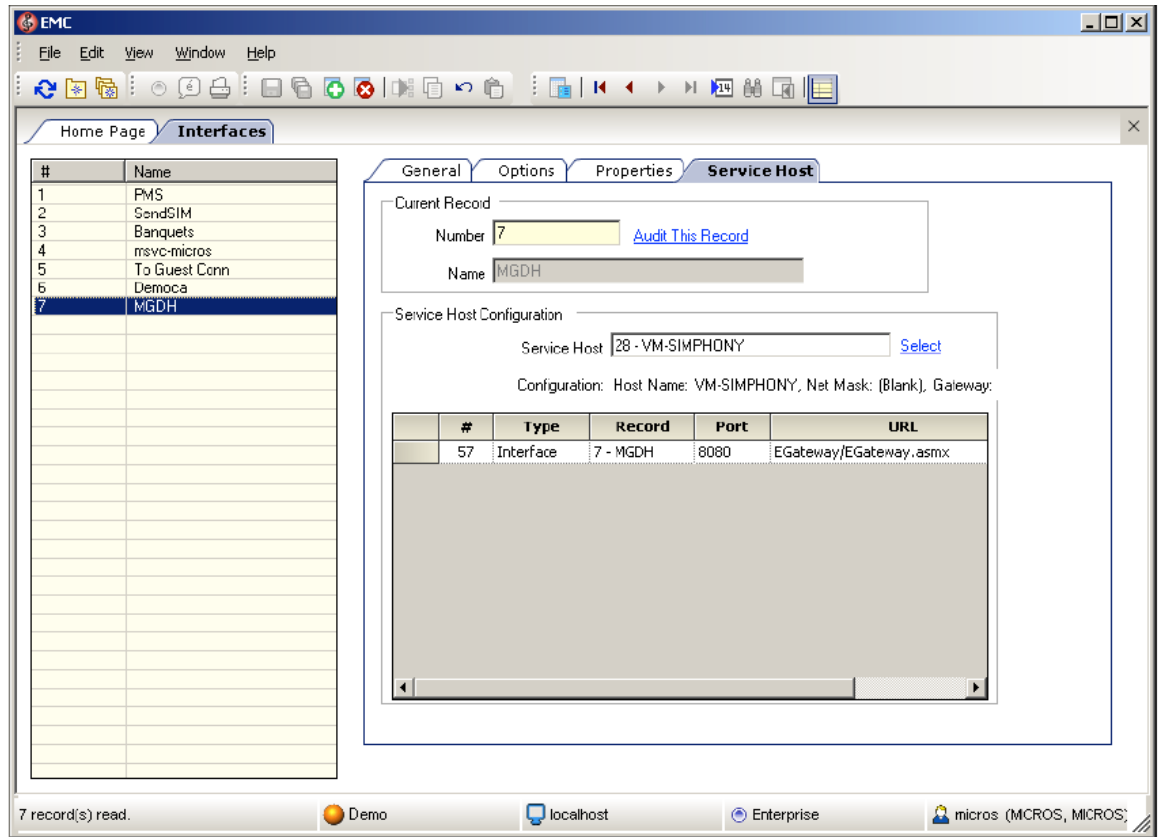 EMC
File Edit View Window Help
Home Page Interfaces
# Name
1 PMS
2 SendSIM
3 Banquets
4 msvc-micros
5 To Guest Conn
6 Democa
7 MGDH
General Options Properties Service Host
Current Record
Number 7 Audit This Record
Name MGDH
Service Host Configuration
Service Host 28 - VM-SIMPHONY Select
Configuration: Host Name: VM-SIMPHONY, Net Mask: (Blank), Gateway:
# Type Record Port URL
57 Interface 7 - MGDH 8080 EGateway/EGateway.asmx
7 record(s) read. Demo localhost Enterprise micros (MICROS, MICROS)